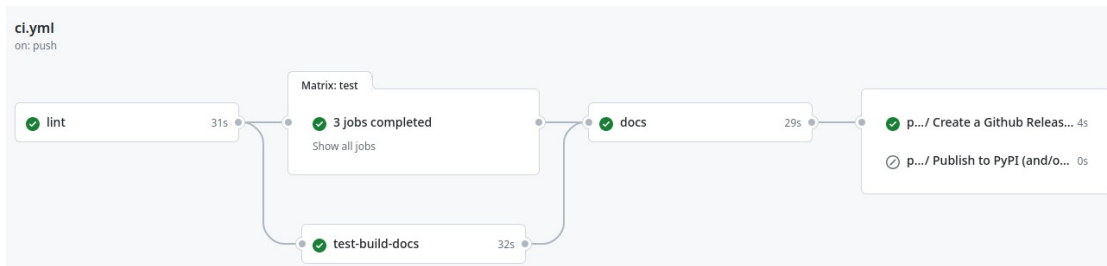 ci.yml
on: push
Matrix: test
lint 31s
3 jobs completed
Show all jobs
docs 29s
p.../ Create a Github Releas... 4s
p.../ Publish to PyPI (and/o... 0s
test-build-docs 32s